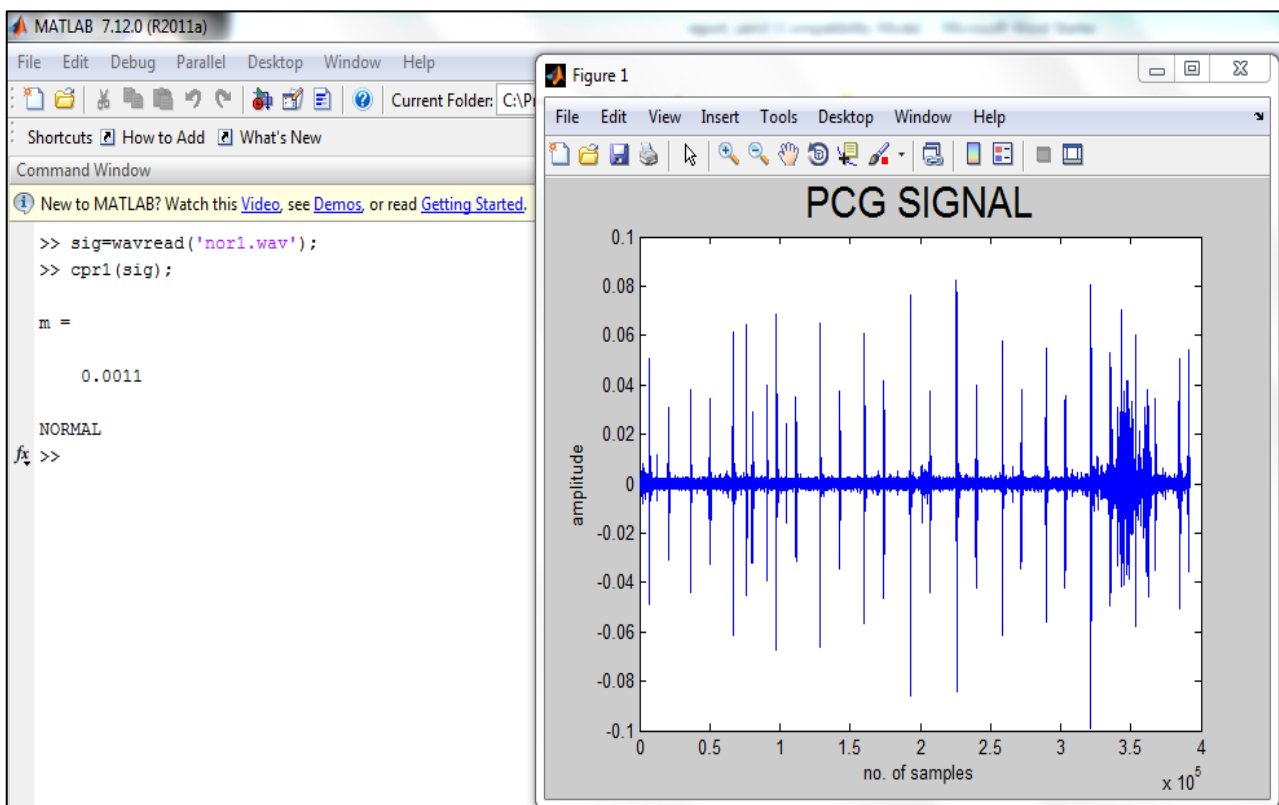 MATLAB 7.12.0 (R2011a)
File Edit Debug Parallel Desktop Window Help
Current Folder: C:\Pr
Shortcuts How to Add What's New
Command Window
New to MATLAB? Watch this Video, see Demos, or read Getting Started.
>> sig=wavread('nor1.wav');
>> cpr1(sig);
m =
0.0011
NORMAL
fx >>
Figure 1
File Edit View Insert Tools Desktop Window Help
PCG SIGNAL
0.1
0.08
0.06
0.04
0.02
0
-0.02
-0.04
-0.06
-0.08
-0.1
amplitude
0 0.5 1 1.5 2 2.5 3 3.5 4
no. of samples
x 10^5